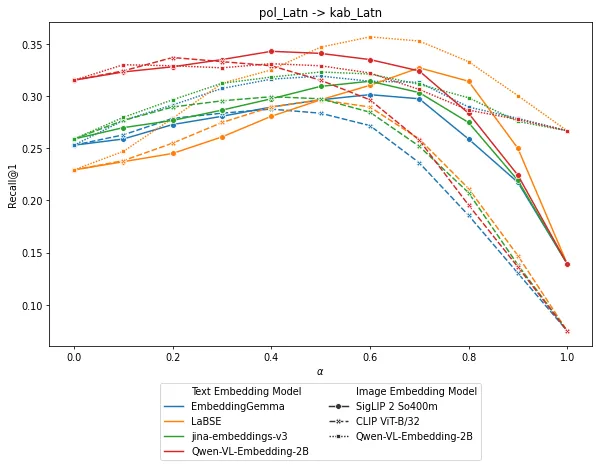 pol_Latn -> kab_Latn
Recall@1
0.35
0.30
0.25
0.20
0.15
0.10
0.0 0.2 0.4 0.6 0.8 1.0
α
Text Embedding Model
EmbeddingGemma
LaBSE
jina-embeddings-v3
Qwen-VL-Embedding-2B
Image Embedding Model
SigLIP 2 So400m
CLIP ViT-B/32
Qwen-VL-Embedding-2B